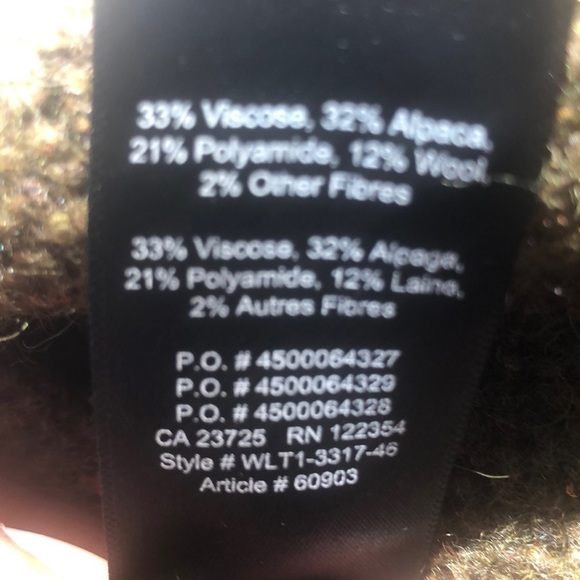 33% Viscose, 32% Alpaca,
21% Polyamide, 12% Wool,
2% Other Fibres
33% Viscose, 32% Alpaga,
21% Polyamide, 12% Laine,
2% Autres Fibres
P.O. # 4500064327
P.O. # 4500064329
P.O. # 4500064328
CA 23725 RN 122354
Style # WLT1-3317-46
Article # 60903